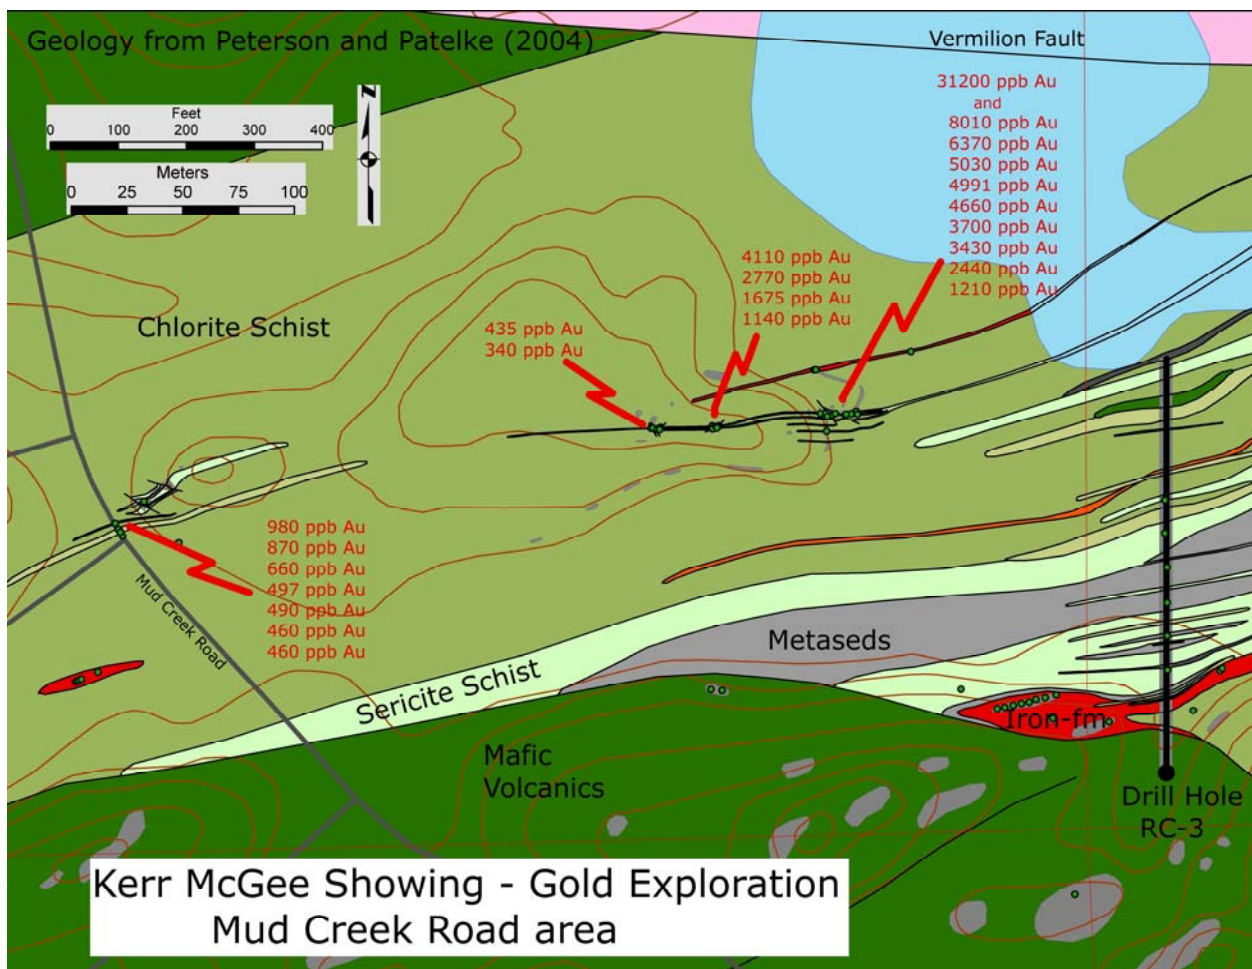 Geology from Peterson and Patelke (2004)
Vermilion Fault
Feet
0 100 200 300 400
Meters
0 25 50 75 100
N
31200 ppb Au
and
8010 ppb Au
6370 ppb Au
5030 ppb Au
4991 ppb Au
4660 ppb Au
3700 ppb Au
3430 ppb Au
2440 ppb Au
1210 ppb Au
4110 ppb Au
2770 ppb Au
1675 ppb Au
1140 ppb Au
435 ppb Au
340 ppb Au
Chlorite Schist
980 ppb Au
870 ppb Au
660 ppb Au
497 ppb Au
490 ppb Au
460 ppb Au
460 ppb Au
Mud Creek Road
Sericite Schist
Metaseds
Iron-fm
Mafic
Volcanics
Drill Hole
RC-3
Kerr McGee Showing - Gold Exploration
Mud Creek Road area